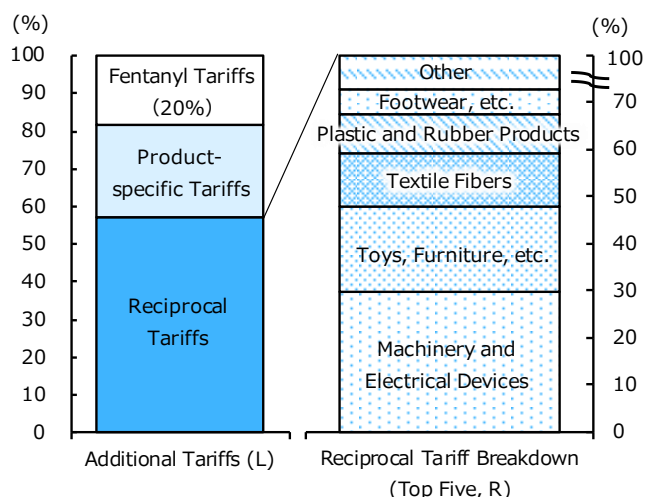 (%)
(%)
100
90
80
70
60
50
40
30
20
10
0
Fentanyl Tariffs
(20%)
Product-
specific Tariffs
Reciprocal
Tariffs
Additional Tariffs (L)
Other
Footwear, etc.
Plastic and Rubber Products
Textile Fibers
Toys, Furniture, etc.
Machinery and
Electrical Devices
Reciprocal Tariff Breakdown
(Top Five, R)
100
70
60
50
40
30
20
10
0